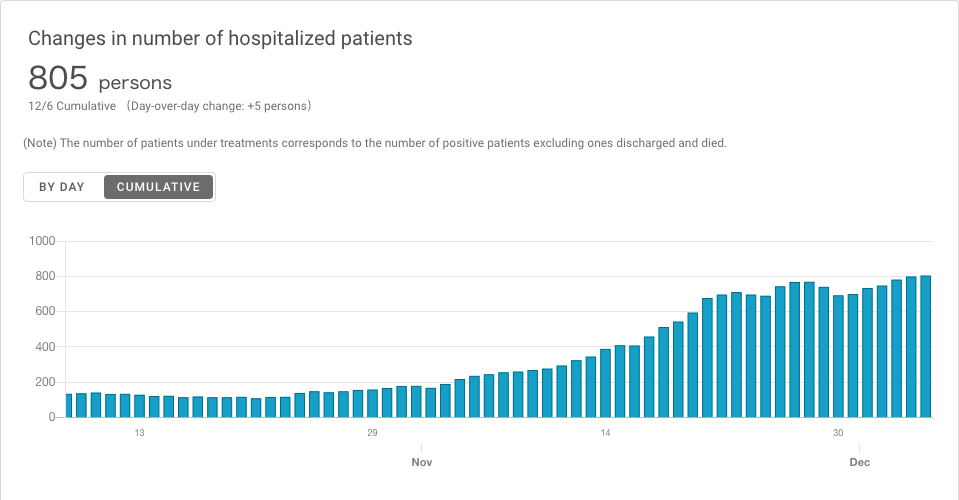 Changes in number of hospitalized patients
805 persons
12/6 Cumulative (Day-over-day change: +5 persons)
(Note) The number of patients under treatments corresponds to the number of positive patients excluding ones discharged and died.
BY DAY CUMULATIVE
1000
800
600
400
200
0
13 29 14 30
Nov Dec